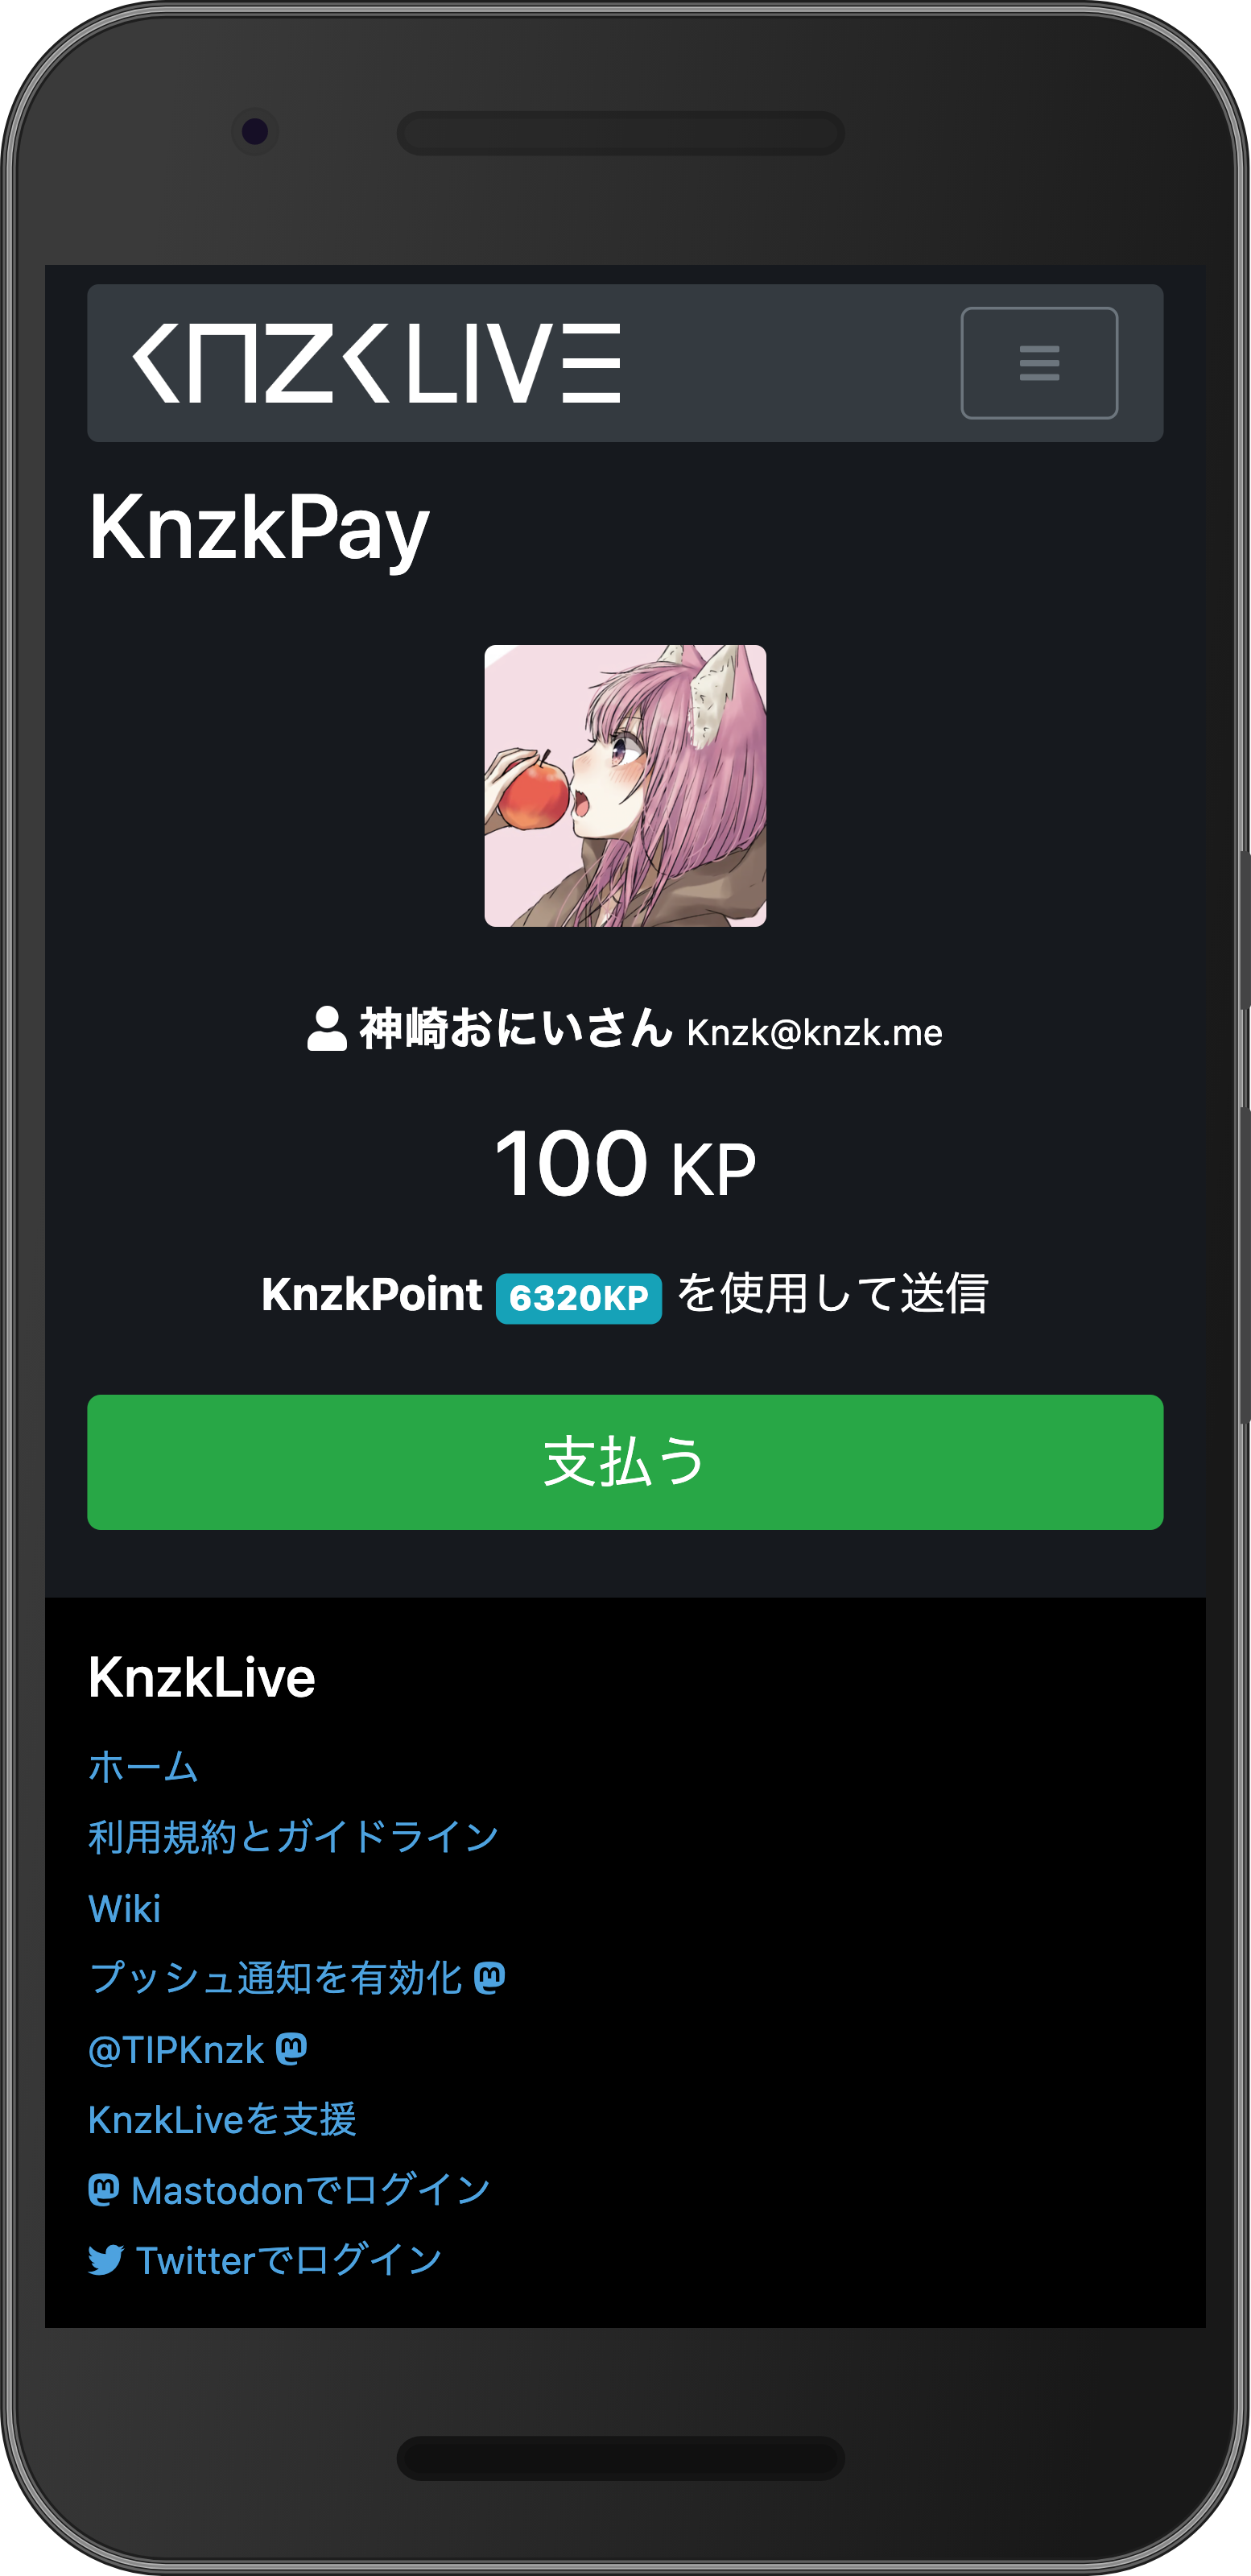 KNZKLIVE
KnzkPay
神崎おにいさん Knzk@knzk.me
100 KP
KnzkPoint 6320KP を使用して送信
支払う
KnzkLive
ホーム
利用規約とガイドライン
Wiki
プッシュ通知を有効化
@TIPKnzk
KnzkLiveを支援
Mastodonでログイン
Twitterでログイン